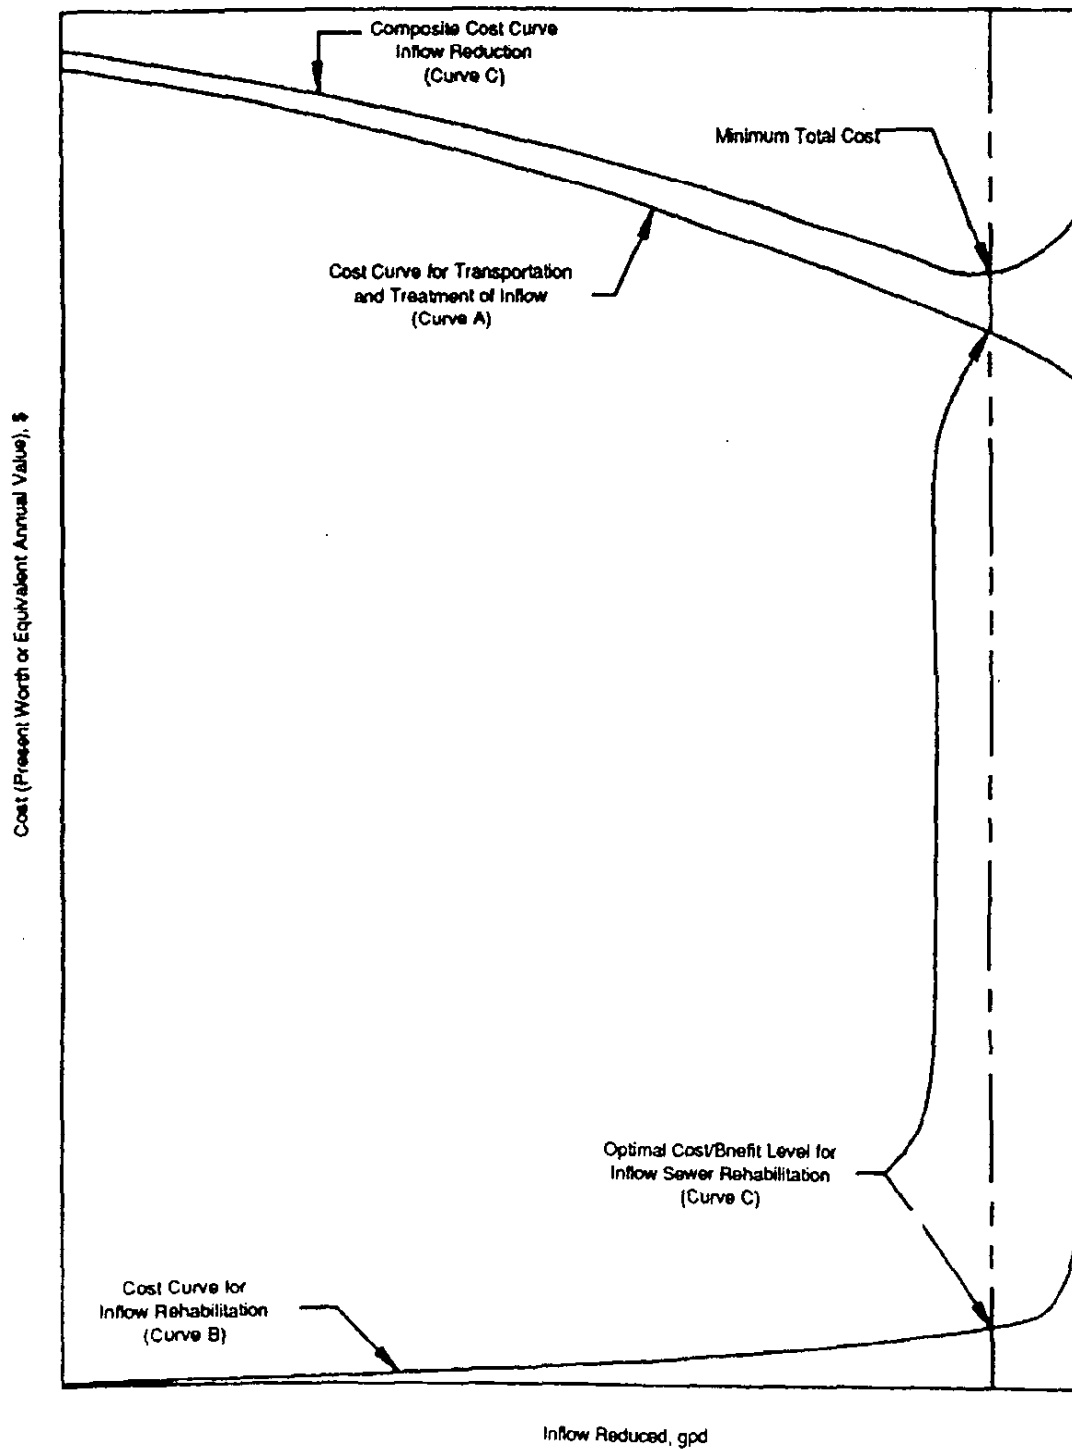 Composite Cost Curve
Inflow Reduction
(Curve C)
Minimum Total Cost
Cost Curve for Transportation
and Treatment of Inflow
(Curve A)
Cost (Present Worth or Equivalent Annual Value), $
Optimal Cost/Bnefit Level for
Inflow Sewer Rehabilitation
(Curve C)
Cost Curve for
Inflow Rehabilitation
(Curve B)
Inflow Reduced, gpd